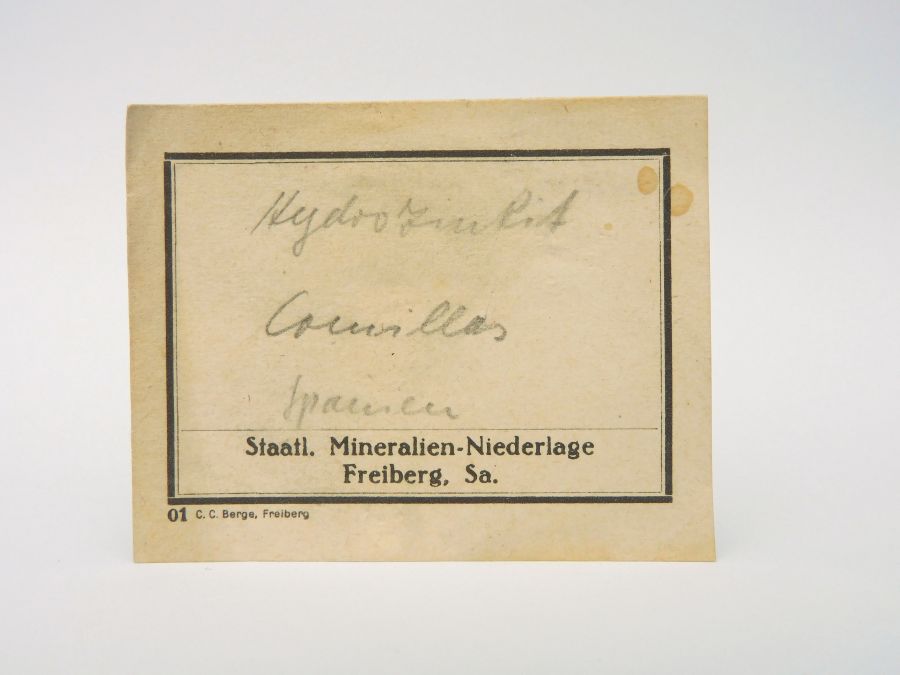 Hydrozinkit
Comillas
Spanien
Staatl. Mineralien-Niederlage
Freiberg, Sa.
01 C. C. Berge, Freiberg